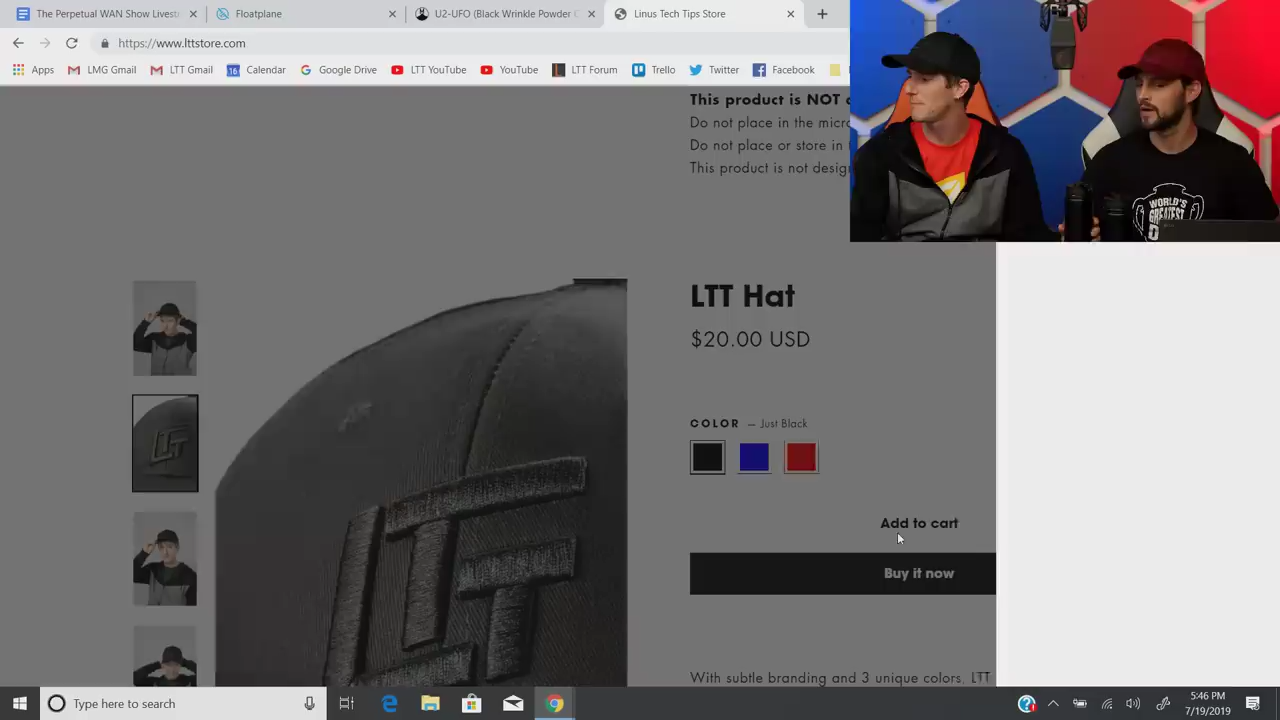 The Perpetual WAN Show Livest
Floatplane
U2-UFO (Black Wrinkle Powder C
Linus Tech Tips Store
https://www.lttstore.com
Apps
LMG Gmail
LTT Gmail
16
Calendar
Google Drive
LTT YouTube
YouTube
LTT Forum
Trello
Twitter
Facebook
This product is NOT
Do not place in the micro
Do not place or store in
This product is not design
WORLD'S
GREATEST
D
LTT Hat
$20.00 USD
COLOR — Just Black
Add to cart
Buy it now
LTT
With subtle branding and 3 unique colors, LTT
Type here to search
5:46 PM
7/19/2019